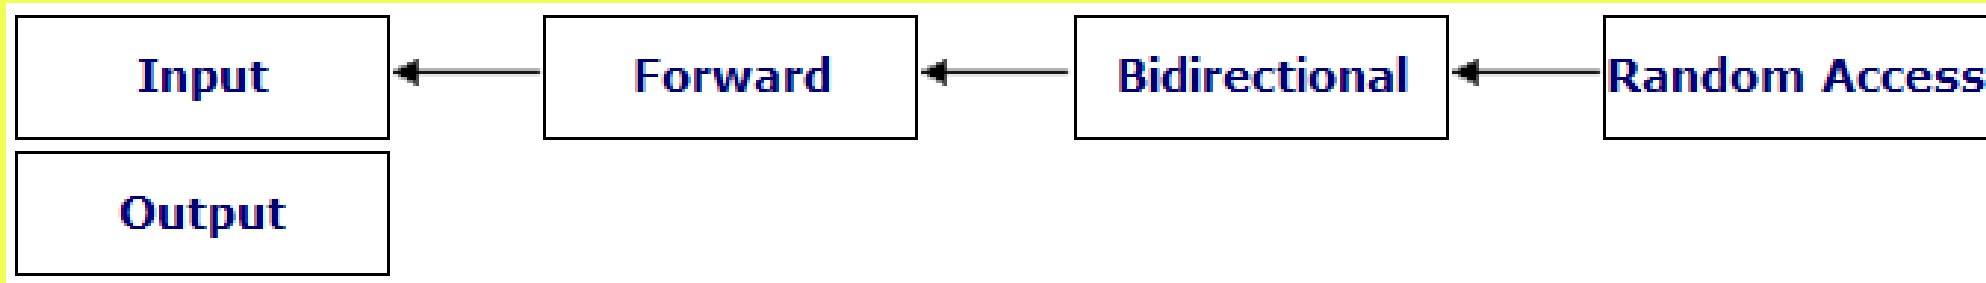 Input
Forward
Bidirectional
Random Access
Output